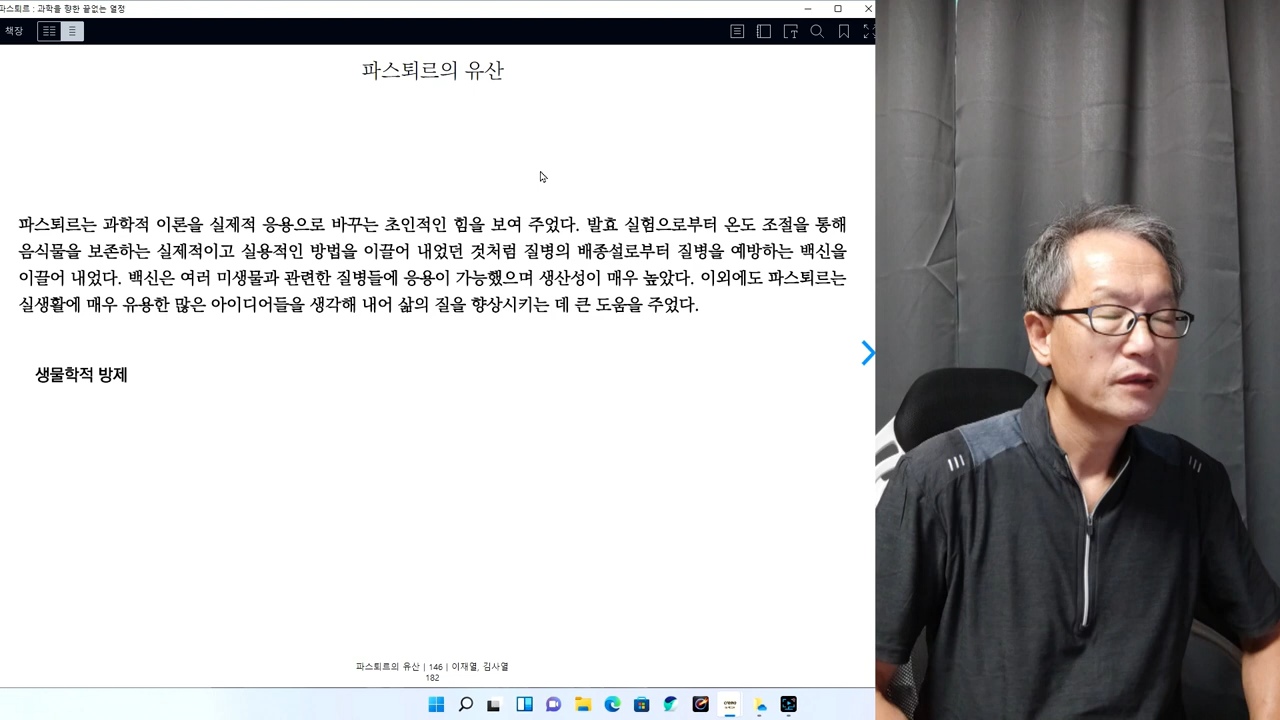 파스퇴르 : 과학을 향한 끝없는 열정
책장
파스퇴르의 유산
파스퇴르는 과학적 이론을 실제적 응용으로 바꾸는 초인적인 힘을 보여 주었다. 발효 실험으로부터 온도 조절을 통해
음식물을 보존하는 실제적이고 실용적인 방법을 이끌어 내었던 것처럼 질병의 배종설로부터 질병을 예방하는 백신을
이끌어 내었다. 백신은 여러 미생물과 관련한 질병들에 응용이 가능했으며 생산성이 매우 높았다. 이외에도 파스퇴르는
실생활에 매우 유용한 많은 아이디어들을 생각해 내어 삶의 질을 향상시키는 데 큰 도움을 주었다.
생물학적 방제
파스퇴르의 유산 | 146 | 이재열, 김사열
182